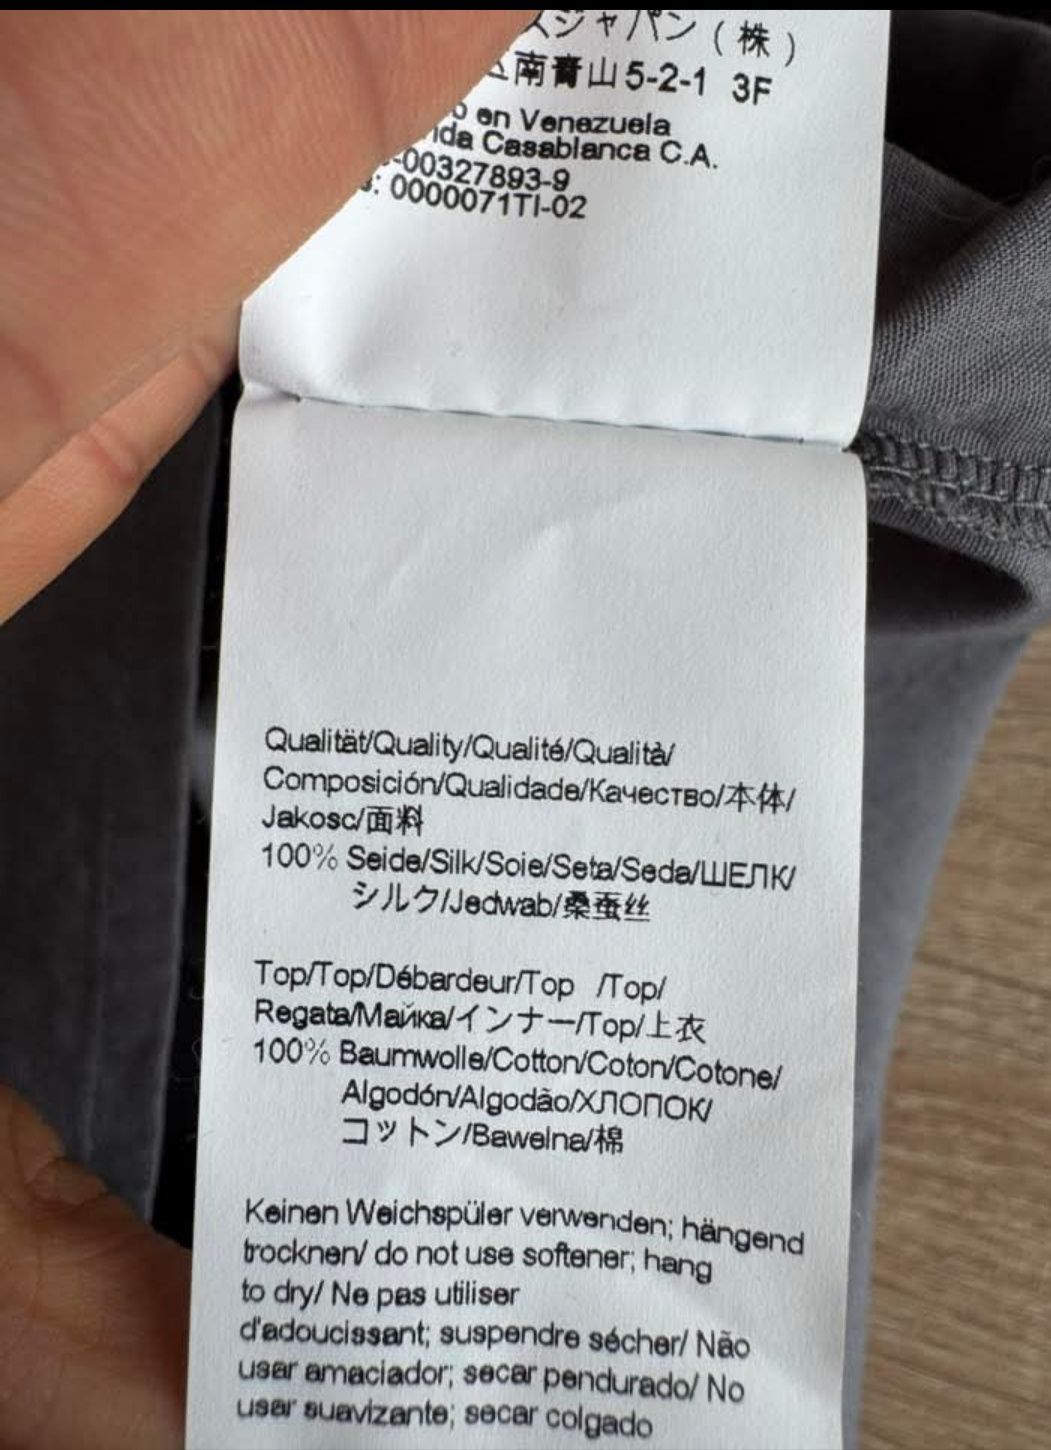 スジャパン(株)
南青山5-2-1 3F
en Venezuela
Casablanca C.A.
-00327893-9
: 0000071TI-02
Qualität/Quality/Qualité/Qualità/
Composición/Qualidade/Качество/本体/
Jakosc/面料
100% Seide/Silk/Soie/Seta/Seda/ШЕЛК/
シルク/Jedwab/桑蚕丝
Top/Top/Débardeur/Top /Top/
Regata/Майка/インナー/Top/上衣
100% Baumwolle/Cotton/Coton/Cotone/
Algodón/Algodão/ХЛОПОК/
コットン/Bawelna/棉
Keinen Weichspüler verwenden; hängend
trocknen/ do not use softener; hang
to dry/ Ne pas utiliser
d'adoucissant; suspendre sécher/ Não
usar amaciador; secar pendurado/ No
usar suavizante; secar colgado